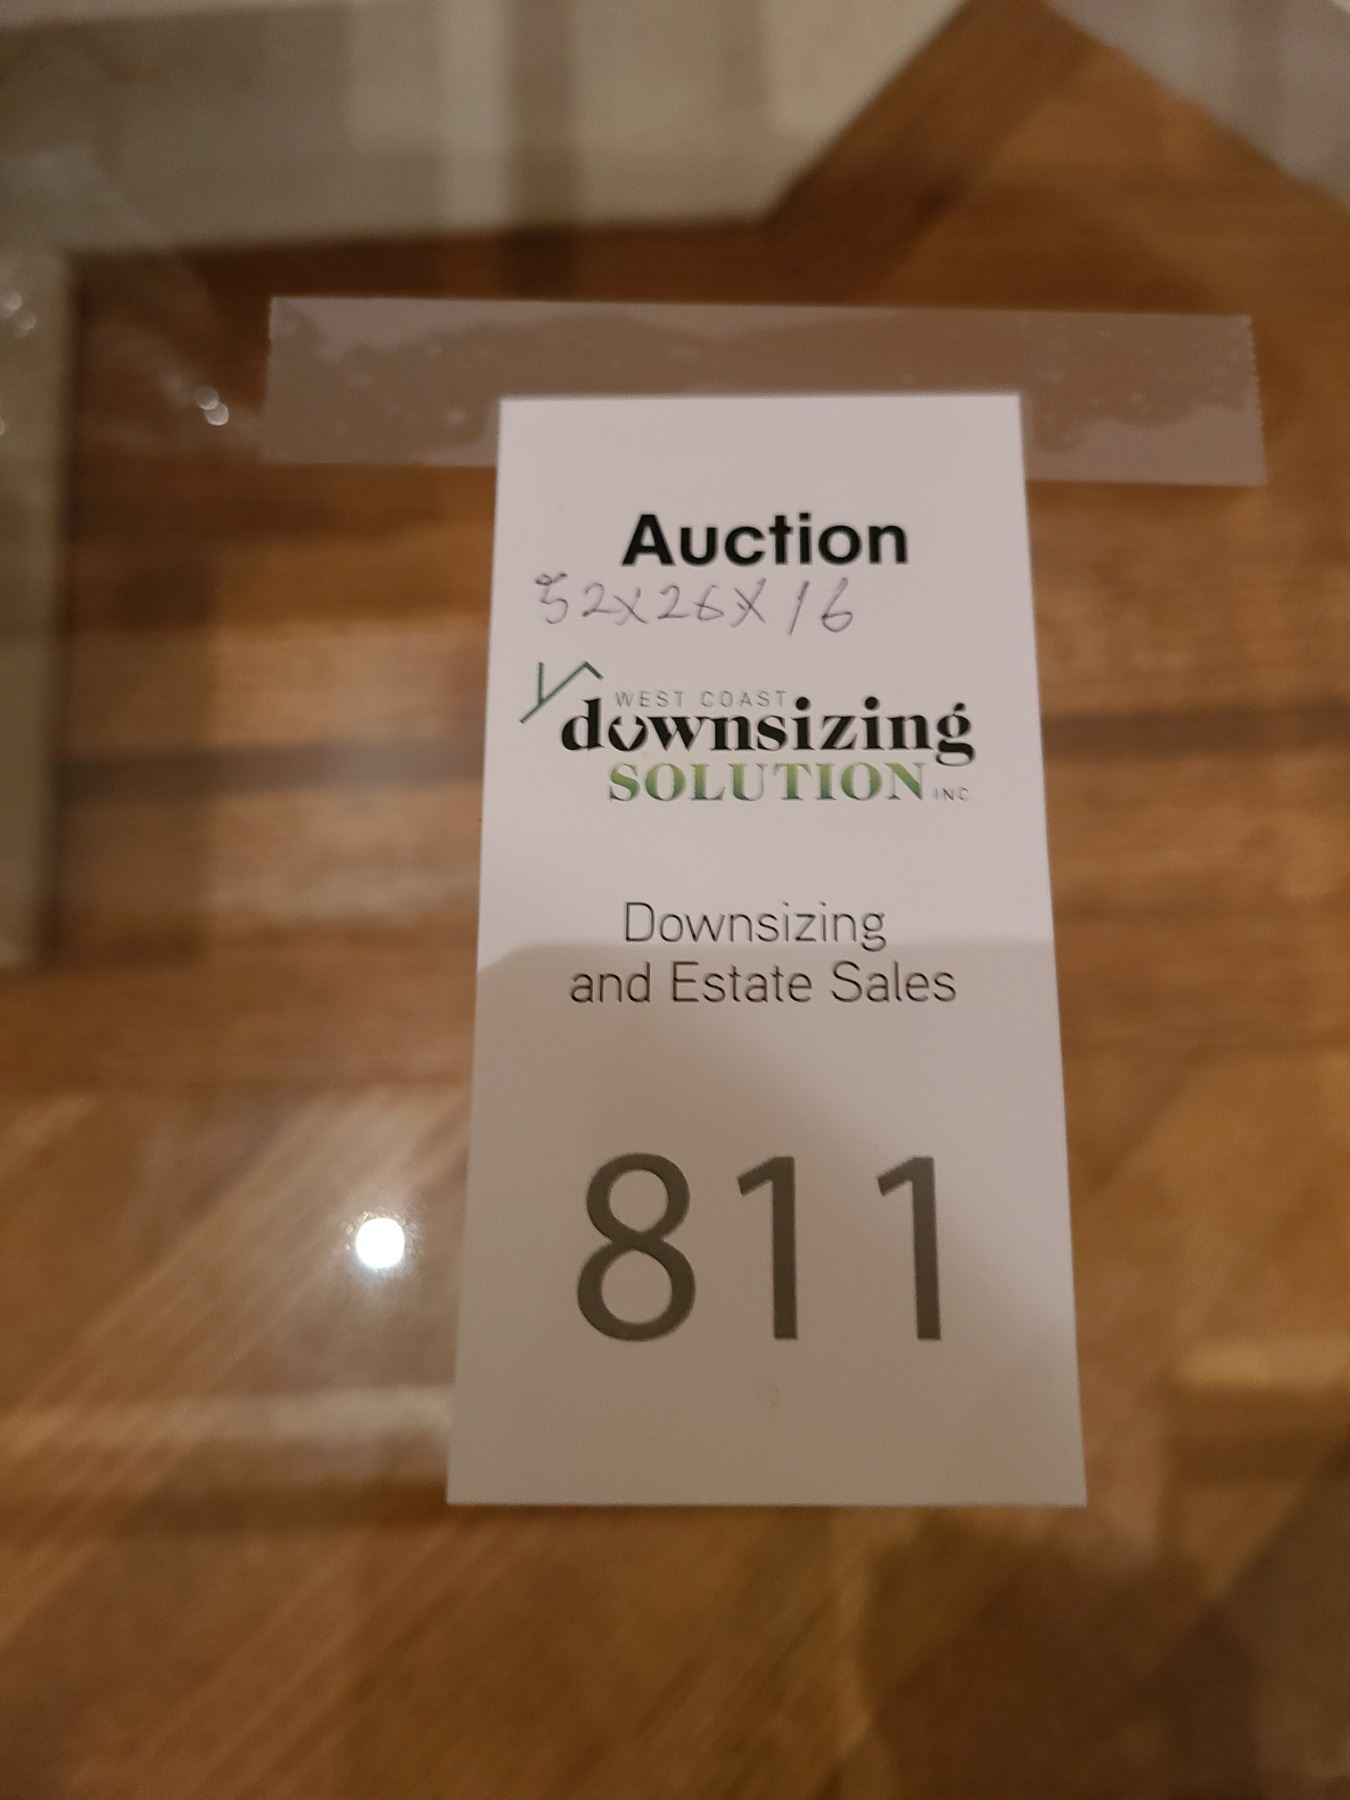 Auction
52x26x16
WEST COAST
downsizing
SOLUTION INC
Downsizing
and Estate Sales
811